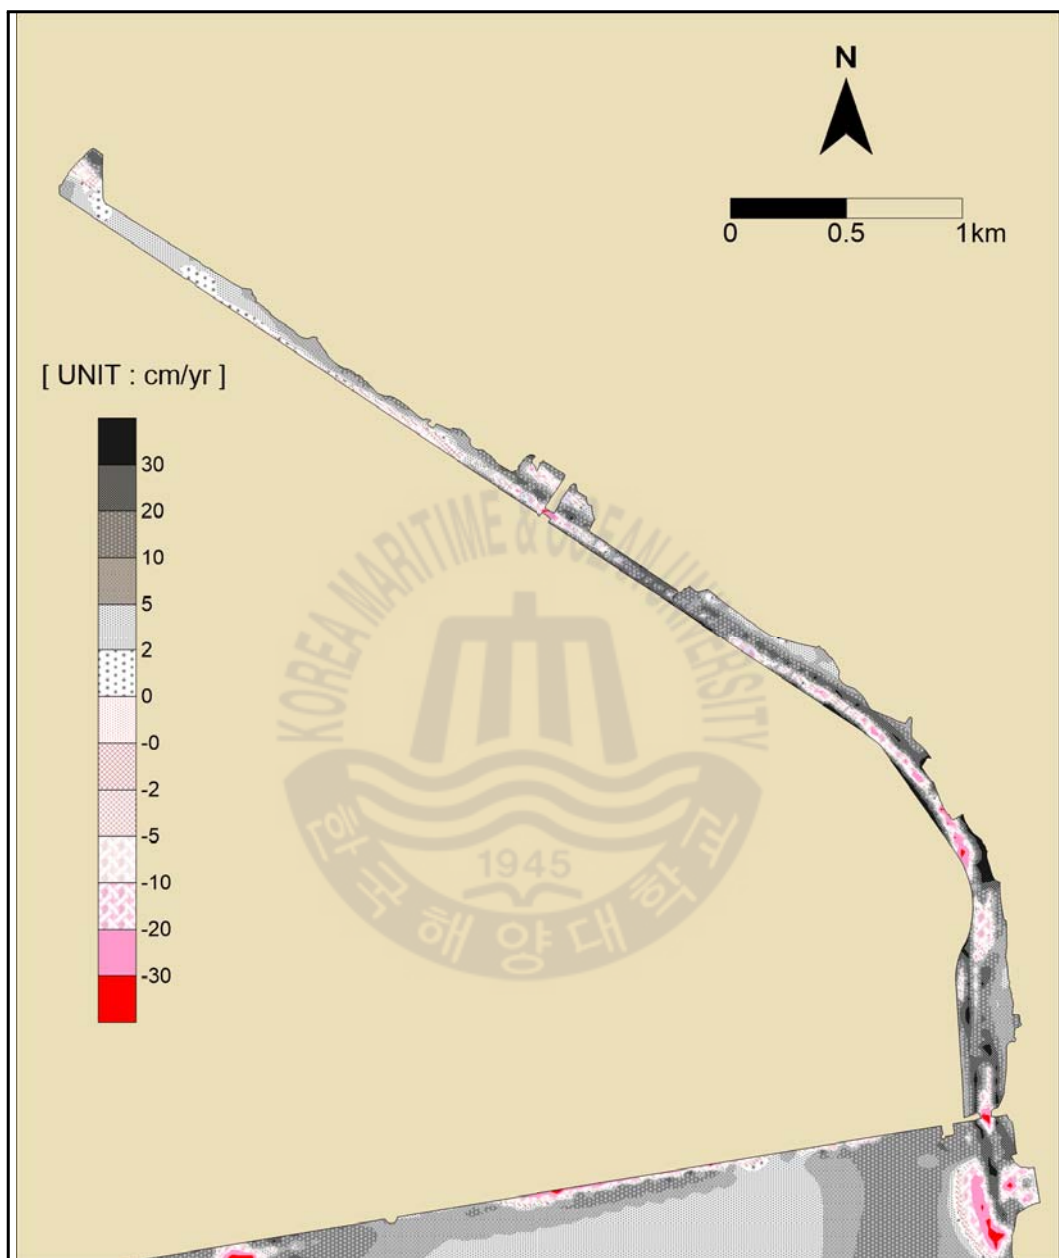 N
0 0.5 1km
[ UNIT : cm/yr ]
30
20
10
5
2
0
-0
-2
-5
-10
-20
-30
KOREA MARITIME & OCEAN UNIVERSITY
1945
한국해양대학교